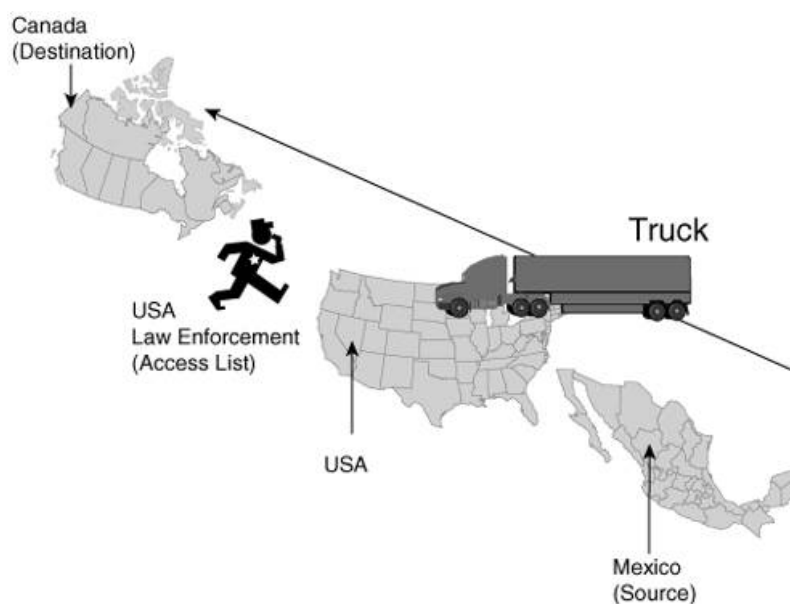 Canada
(Destination)
Truck
USA
Law Enforcement
(Access List)
USA
Mexico
(Source)